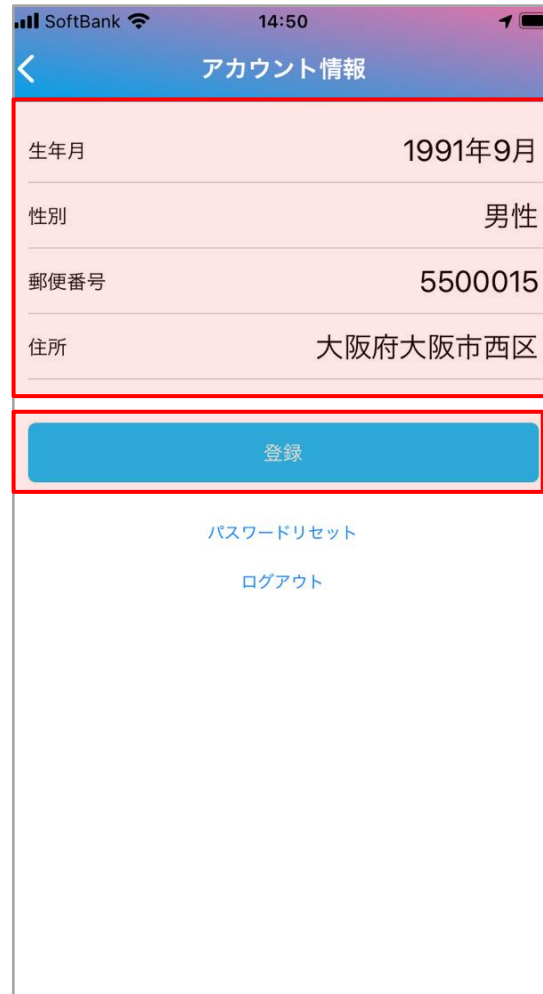 SoftBank 14:50
アカウント情報
生年月 1991年9月
性別 男性
郵便番号 5500015
住所 大阪府大阪市西区
登録
パスワードリセット
ログアウト